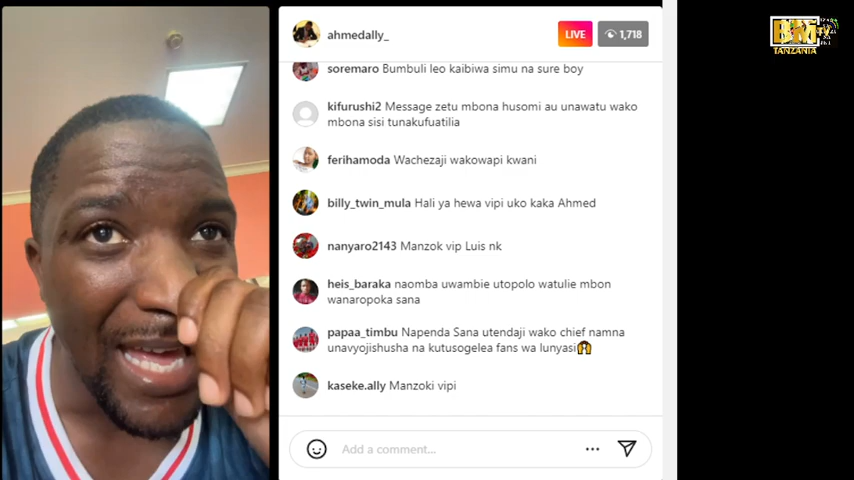 ahmedally_
LIVE
1,718
soremaro Bumbuli leo kaibiwa simu na sure boy
kifurushi2 Message zetu mbona husomi au unawatu wako
mbona sisi tunakufuatilia
ferihamoda Wachezaji wakowapi kwani
billy_twin_mula Hali ya hewa vipi uko kaka Ahmed
nanyaro2143 Manzok vip Luis nk
heis_baraka naomba uwambie utopolo watulie mbon
wanaropoka sana
papaa_timbu Napenda Sana utendaji wako chief namna
unavyojishusha na kutusogelea fans wa lunyasi
kaseke.ally Manzoki vipi
Add a comment...
BM
TANZANIA